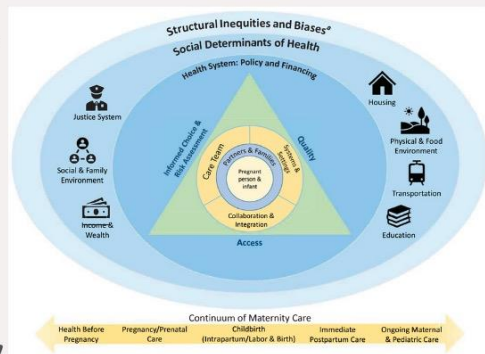 Structural Inequities and Biasesª
Social Determinants of Health
Health System: Policy and Financing
Justice System
Social & Family
Environment
Income &
Wealth
Housing
Physical & Food
Environment
Transportation
Education
Informed Choice &
Risk Assessment
Quality
Access
Care Team
Systems &
Settings
Collaboration &
Integration
Partners & Families
Pregnant
person &
infant
Continuum of Maternity Care
Health Before
Pregnancy
Pregnancy/Prenatal
Care
Childbirth
(Intrapartum/Labor & Birth)
Immediate
Postpartum Care
Ongoing Maternal
& Pediatric Care